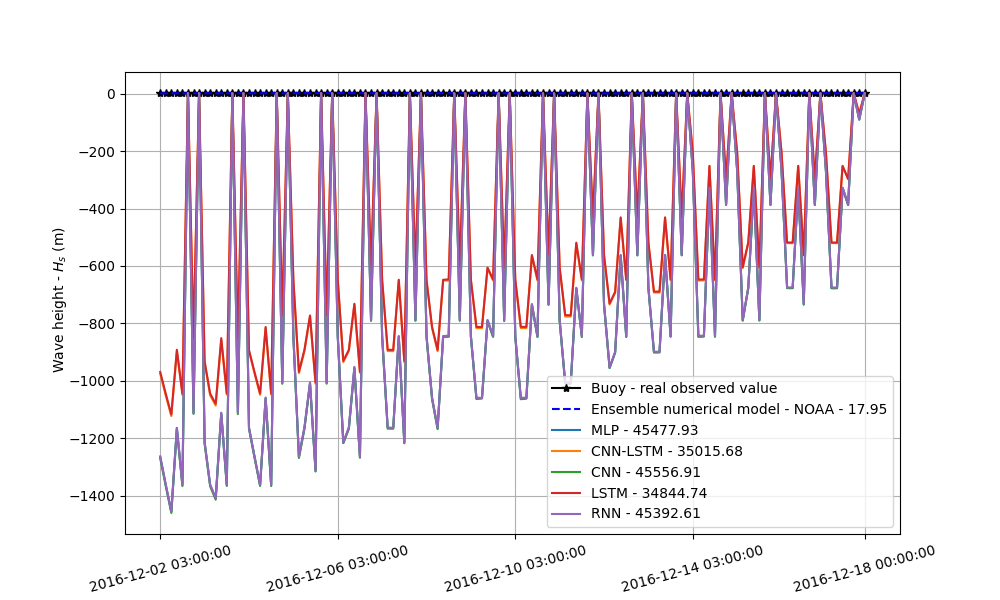 0
−200
−400
−600
−800
−1000
−1200
−1400
Wave height - Hs (m)
Buoy - real observed value
Ensemble numerical model - NOAA - 17.95
MLP - 45477.93
CNN-LSTM - 35015.68
CNN - 45556.91
LSTM - 34844.74
RNN - 45392.61
2016-12-02 03:00:00
2016-12-06 03:00:00
2016-12-10 03:00:00
2016-12-14 03:00:00
2016-12-18 00:00:00